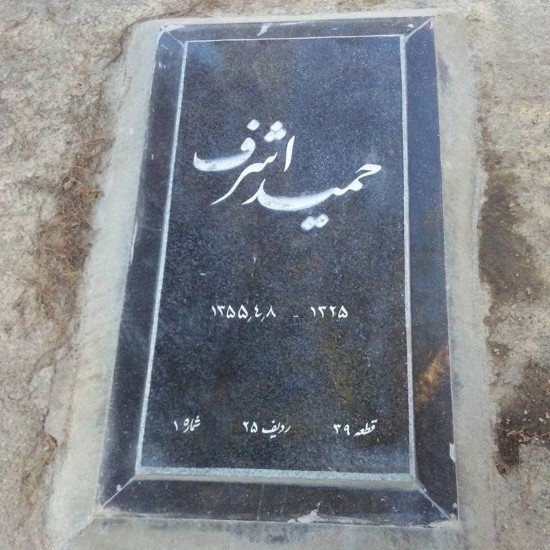 حمید اشرف
۱۳۲۵ - ۱۳۵۵٫۴٫۸
قطعه ۳۹ ردیف ۲۵ شماره ۱